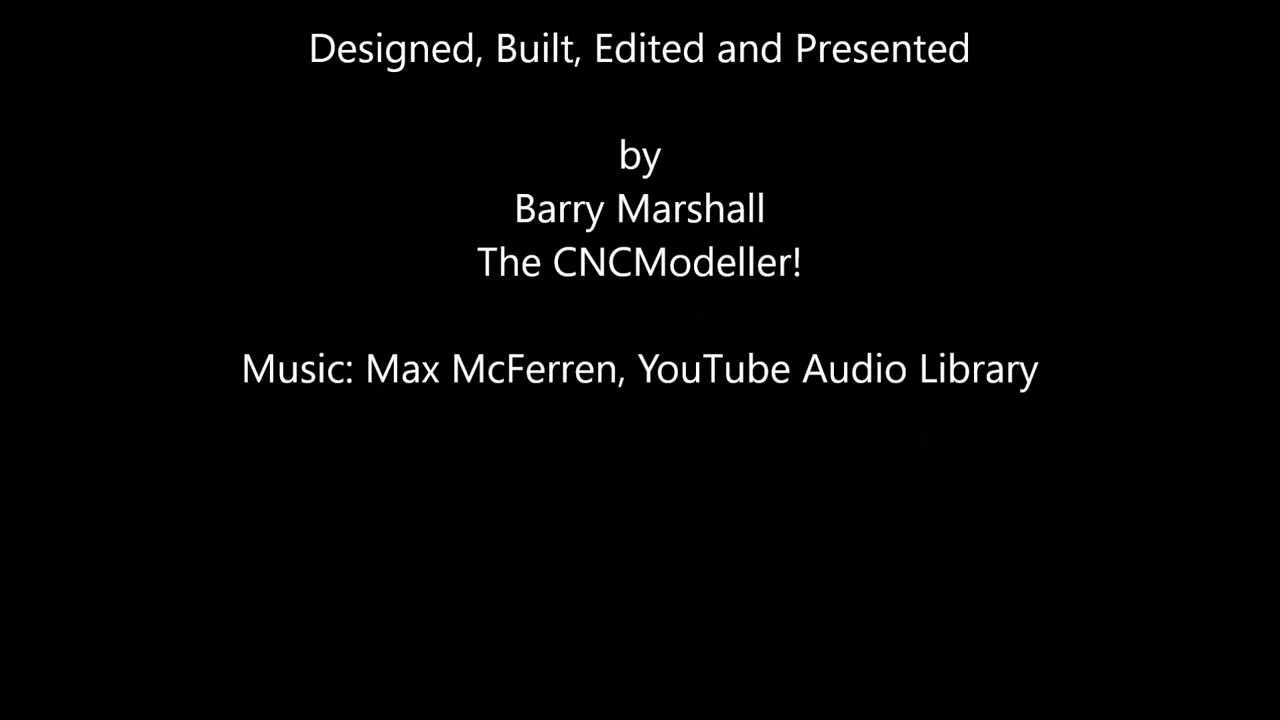 Designed, Built, Edited and Presented
by
Barry Marshall
The CNCModeller!
Music: Max McFerren, YouTube Audio Library